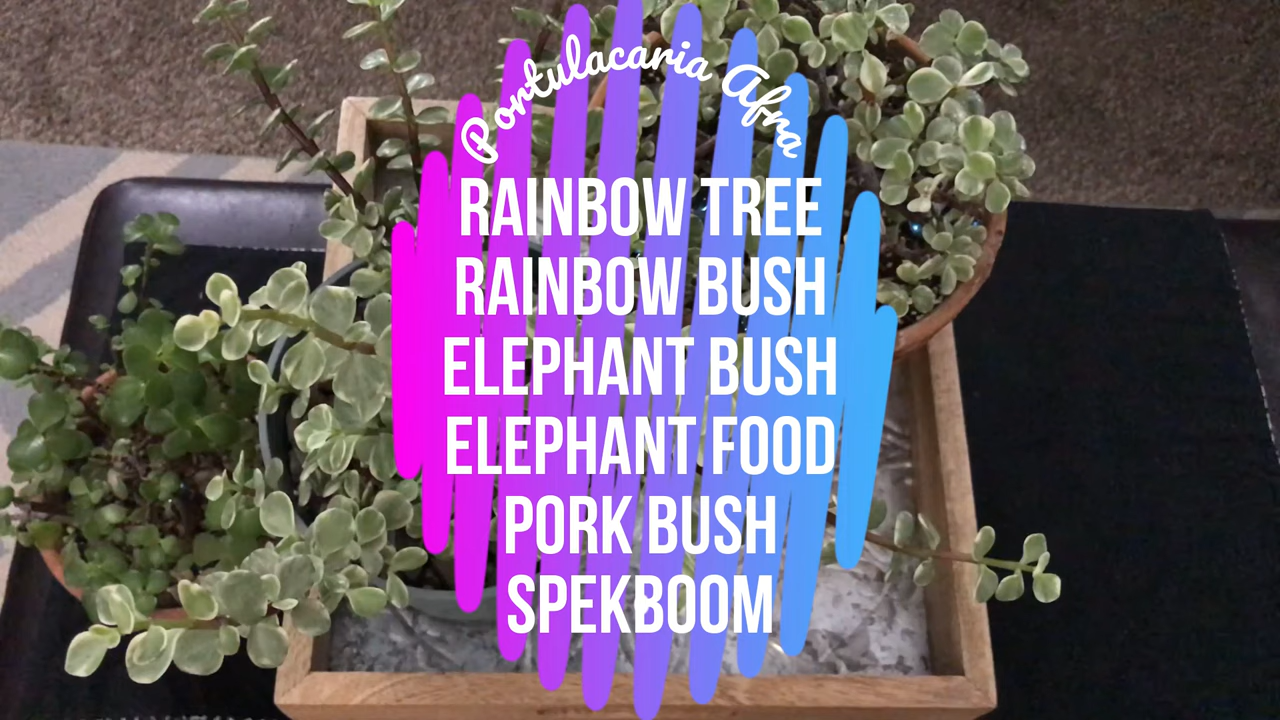 Portulacaria Afra
RAINBOW TREE
RAINBOW BUSH
ELEPHANT BUSH
ELEPHANT FOOD
PORK BUSH
SPEKBOOM